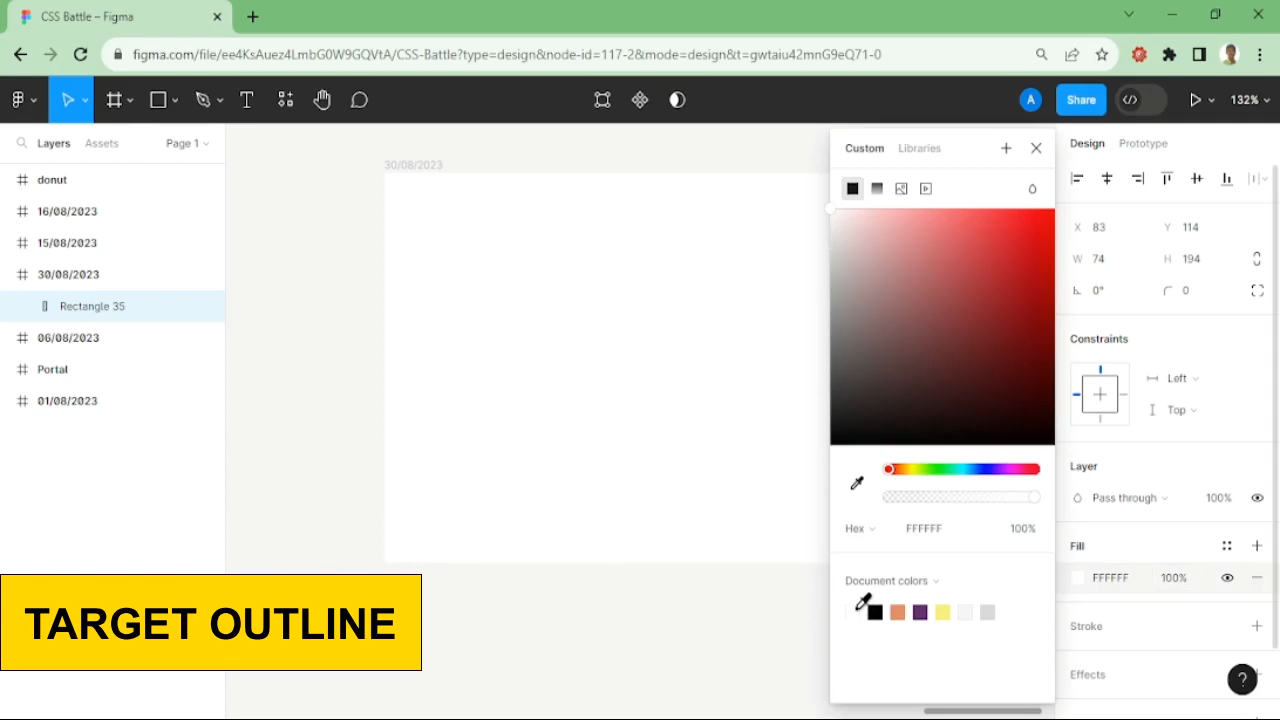 CSS Battle – Figma
figma.com/file/ee4KsAuez4LmbG0W9GQVtA/CSS-Battle?type=design&node-id=117-2&mode=design&t=gwtaiu42mnG9eQ71-0
A
Share
132%
Layers
Assets
Page 1
donut
16/08/2023
15/08/2023
30/08/2023
Rectangle 35
06/08/2023
Portal
01/08/2023
30/08/2023
Custom
Libraries
Hex
FFFFFF
100%
Document colors
Design
Prototype
X 83
Y 114
W 74
H 194
0°
0
Constraints
Left
Top
Layer
Pass through
100%
Fill
FFFFFF
100%
Stroke
Effects
?
TARGET OUTLINE